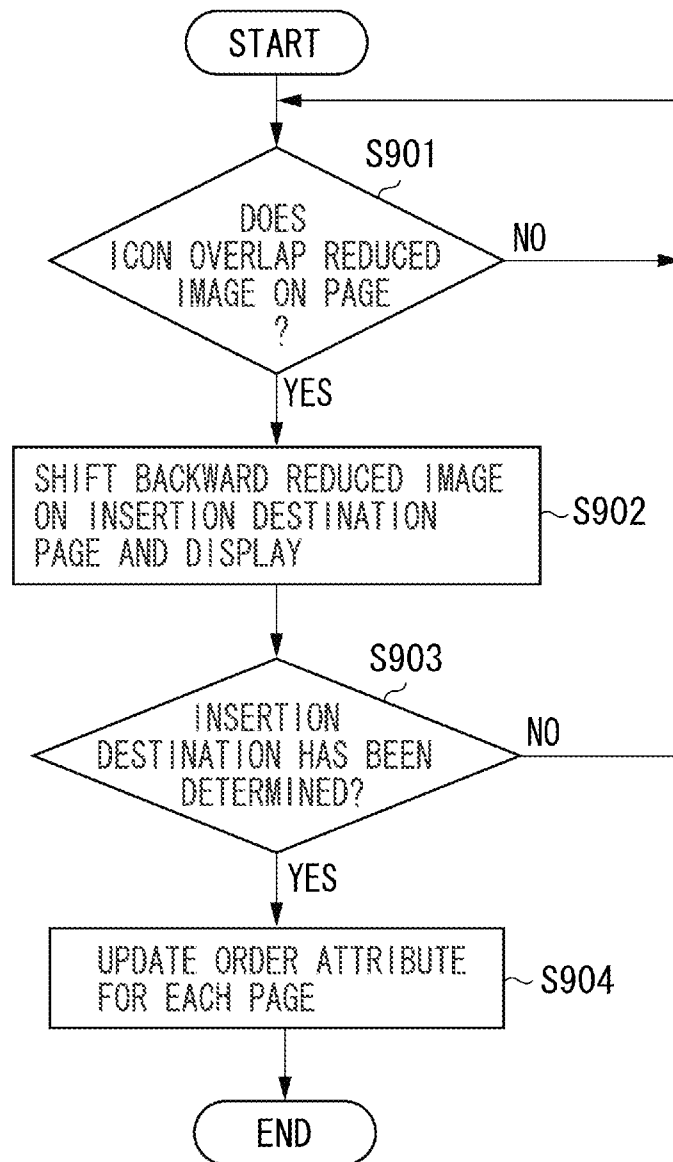 START
S901
DOES
ICON OVERLAP REDUCED
IMAGE ON PAGE
?
NO
YES
SHIFT BACKWARD REDUCED IMAGE
ON INSERTION DESTINATION
PAGE AND DISPLAY
S902
S903
INSERTION
DESTINATION HAS BEEN
DETERMINED?
NO
YES
UPDATE ORDER ATTRIBUTE
FOR EACH PAGE
S904
END